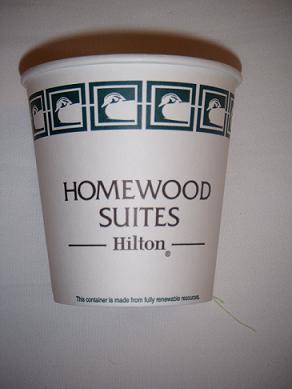 HOMEWOOD
SUITES
Hilton®
This container is made from fully renewable resources.